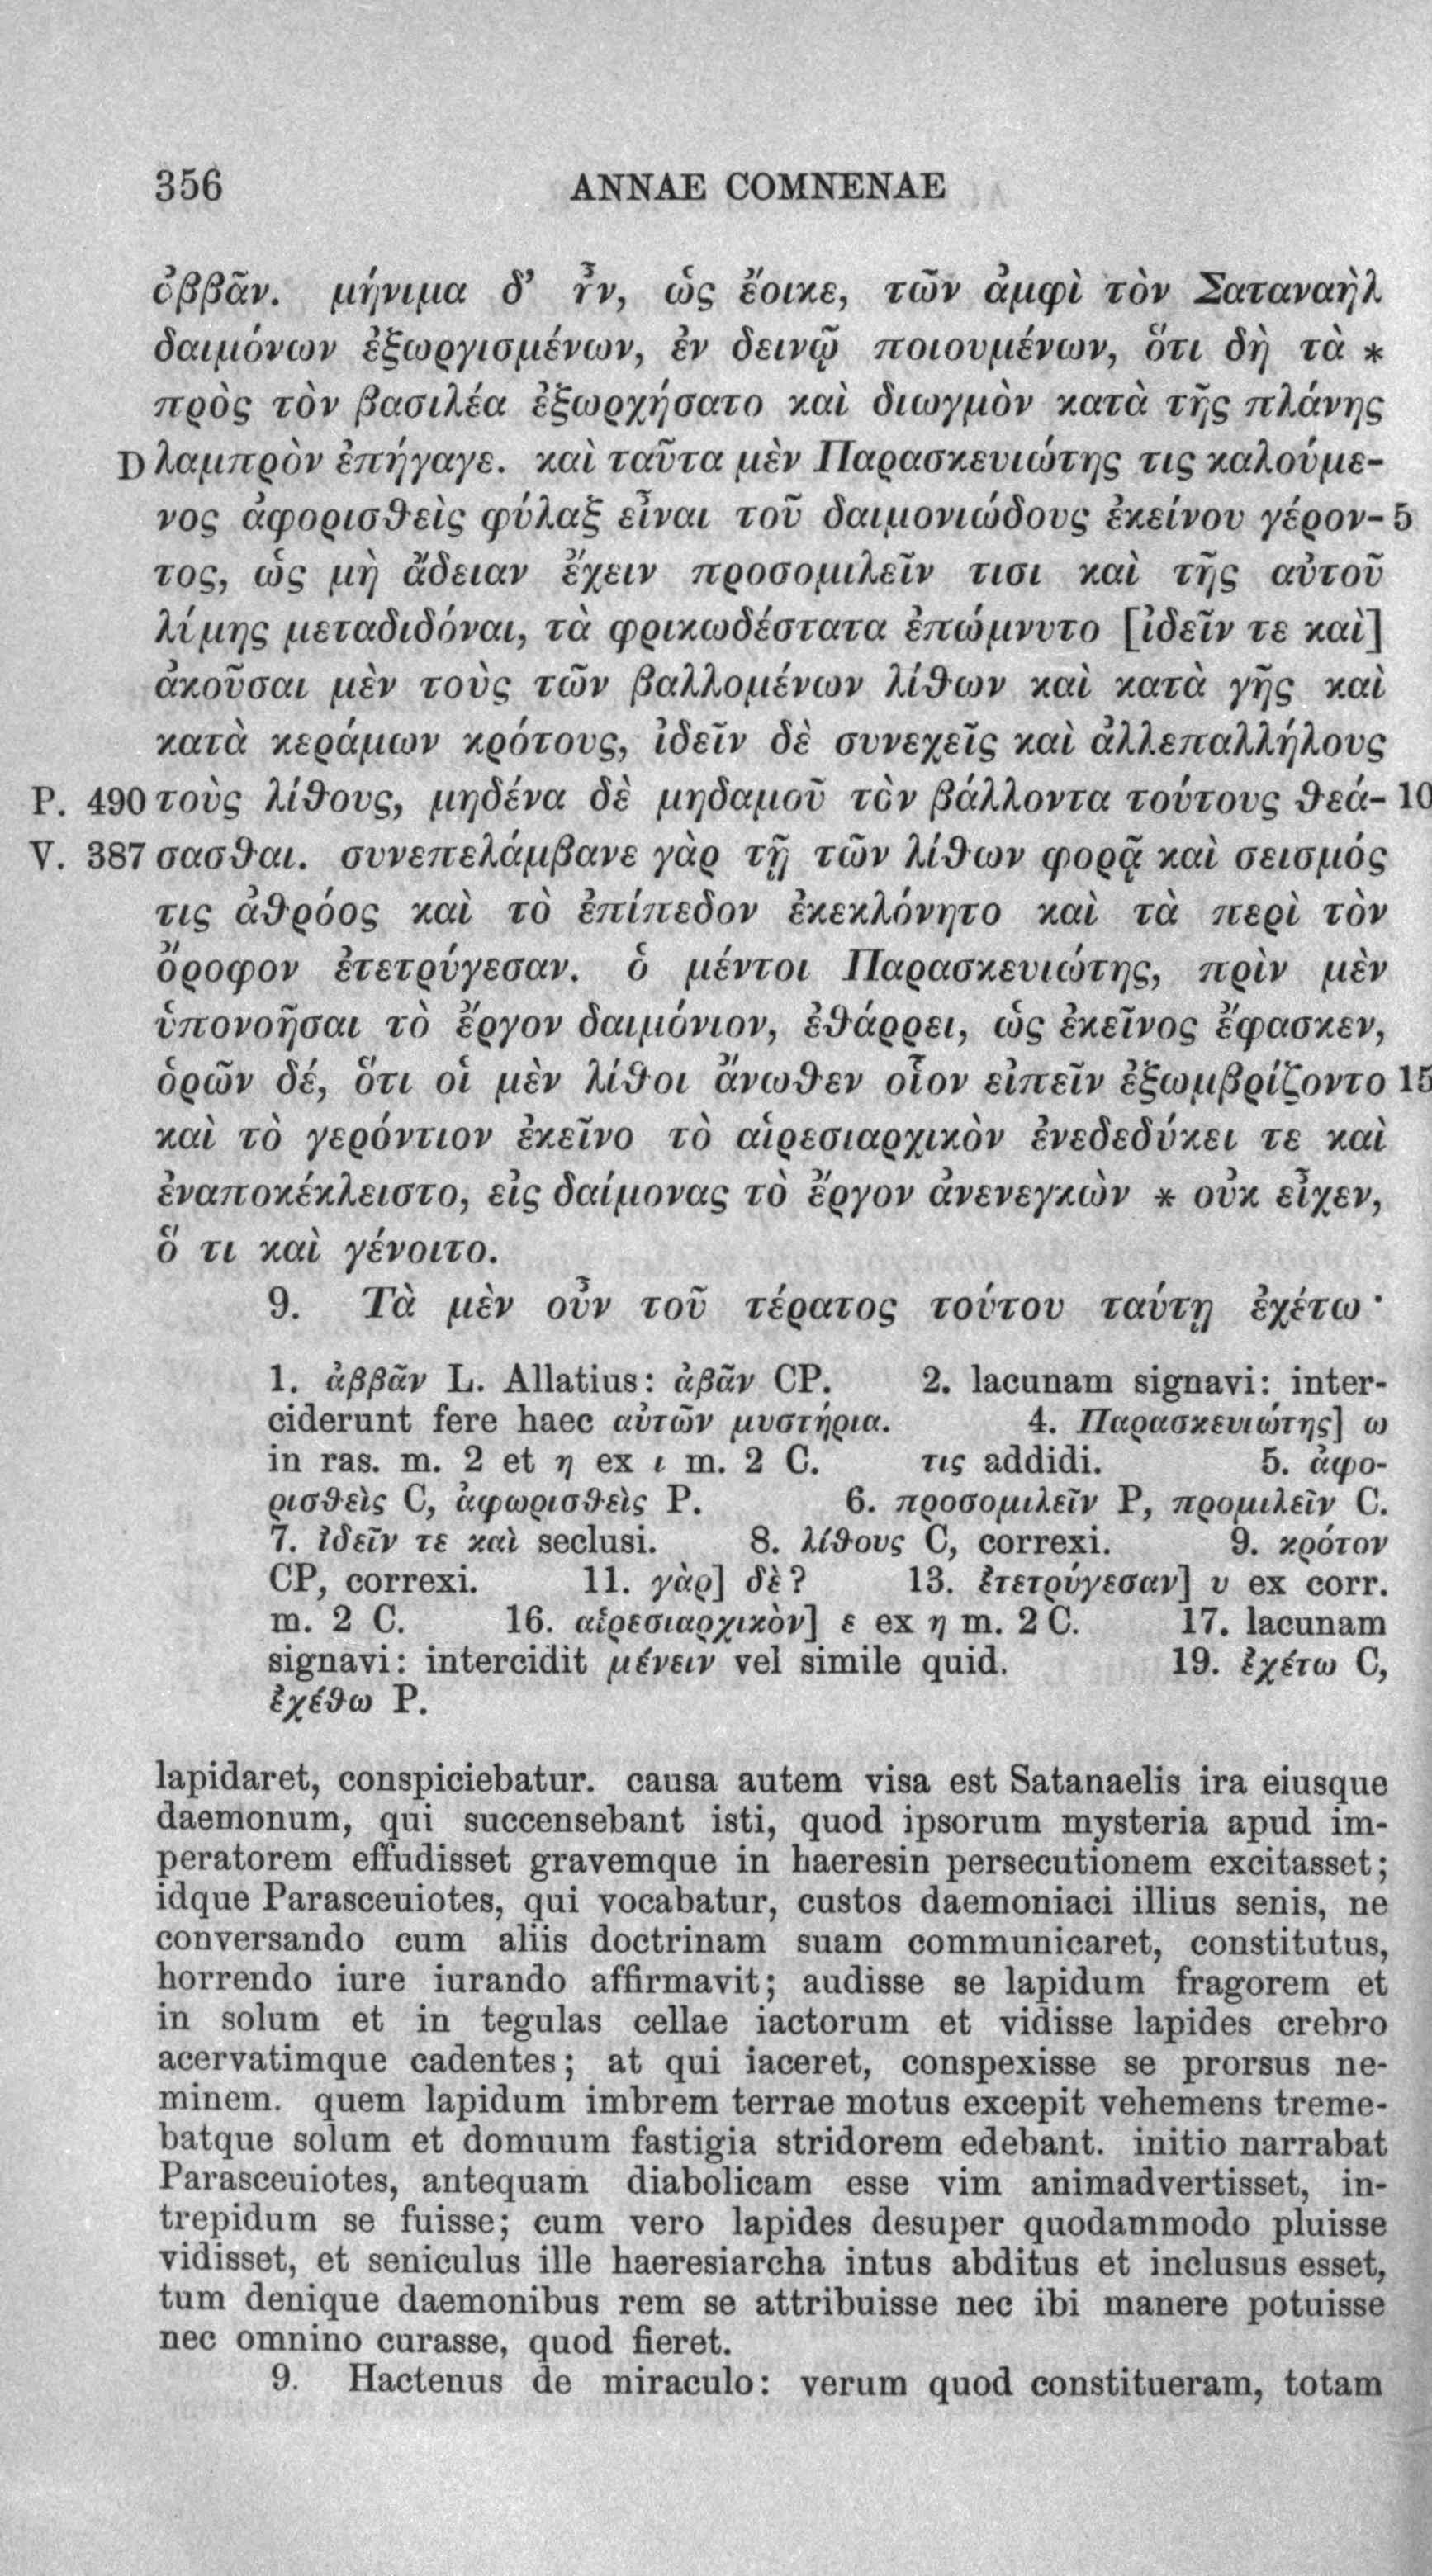 356 ANNAE COMNENAE
ἀββᾶν. μήνιμα δ’ ἦν, ὡς ἔοικε, τῶν ἀμφὶ τὸν Σαταναὴλ
δαιμόνων ἐξωργισμένων, ἐν δεινῷ ποιουμένων, ὅτι δὴ τὰ *
πρὸς τὸν βασιλέα ἐξωρχήσατο καὶ διωγμὸν κατὰ τῆς πλάνης
D λαμπρὸν ἐπήγαγε. καὶ ταῦτα μὲν Παρασκευιώτης τις καλούμε-
νος ἀφορισθεὶς φύλαξ εἶναι τοῦ δαιμονιώδους ἐκείνου γέρον- 5
τος, ὡς μὴ ἄδειαν ἔχειν προσομιλεῖν τισι καὶ τῆς αὐτοῦ
λύμης μεταδιδόναι, τὰ φρικωδέστατα ἐπώμνυτο [ἰδεῖν τε καὶ]
ἀκοῦσαι μὲν τοὺς τῶν βαλλομένων λίθων καὶ κατὰ γῆς καὶ
κατὰ κεράμων κρότους, ἰδεῖν δὲ συνεχεῖς καὶ ἀλλεπαλλήλους
P. 490 τοὺς λίθους, μηδένα δὲ μηδαμοῦ τὸν βάλλοντα τούτους θεά- 10
V. 387 σασθαι. συνεπελάμβανε γὰρ τῇ τῶν λίθων φορᾷ καὶ σεισμός
τις ἀθρόος καὶ τὸ ἐπίπεδον ἐκεκλόνητο καὶ τὰ περὶ τὸν
ὄροφον ἐτετρύγεσαν. ὁ μέντοι Παρασκευιώτης, πρὶν μὲν
ὑπονοῆσαι τὸ ἔργον δαιμόνιον, ἐθάρρει, ὡς ἐκεῖνος ἔφασκεν,
ὁρῶν δέ, ὅτι οἱ μὲν λίθοι ἄνωθεν οἷον εἰπεῖν ἐξωμβρίζοντο 15
καὶ τὸ γερόντιον ἐκεῖνο τὸ αἱρεσιαρχικὸν ἐνεδεδύκει τε καὶ
ἐναποκέκλειστο, εἰς δαίμονας τὸ ἔργον ἀνενεγκὼν * οὐκ εἶχεν,
ὅ τι καὶ γένοιτο.
9. Τὰ μὲν οὖν τοῦ τέρατος τούτου ταύτῃ ἐχέτω·
1. ἀββᾶν L. Allatius: ἀβᾶν CP. 2. lacunam signavi: inter-
ciderunt fere haec αὐτῶν μυστήρια. 4. Παρασκευιώτης] ω
in ras. m. 2 et η ex ι m. 2 C. τις addidi. 5. ἀφο-
ρισθεὶς C, ἀφωρισθεὶς P. 6. προσομιλεῖν P, προμιλεῖν C.
7. ἰδεῖν τε καὶ seclusi. 8. λίθους C, correxi. 9. κρότον
CP, correxi. 11. γὰρ] δὲ? 13. ἐτετρύγεσαν] υ ex corr.
m. 2 C. 16. αἱρεσιαρχικὸν] ε ex η m. 2 C. 17. lacunam
signavi: intercidit μένειν vel simile quid. 19. ἐχέτω C,
ἐχέθω P.
lapidaret, conspiciebatur. causa autem visa est Satanaelis ira eiusque
daemonum, qui succensebant isti, quod ipsorum mysteria apud im-
peratorem effudisset gravemque in haeresin persecutionem excitasset;
idque Parasceuiotes, qui vocabatur, custos daemoniaci illius senis, ne
conversando cum aliis doctrinam suam communicaret, constitutus,
horrendo iure iurando affirmavit; audisse se lapidum fragorem et
in solum et in tegulas cellae iactorum et vidisse lapides crebro
acervatimque cadentes; at qui iaceret, conspexisse se prorsus ne-
minem. quem lapidum imbrem terrae motus excepit vehemens treme-
batque solum et domuum fastigia stridorem edebant. initio narrabat
Parasceuiotes, antequam diabolicam esse vim animadvertisset, in-
trepidum se fuisse; cum vero lapides desuper quodammodo pluisse
vidisset, et seniculus ille haeresiarcha intus abditus et inclusus esset,
tum denique daemonibus rem se attribuisse nec ibi manere potuisse
nec omnino curasse, quod fieret.
9. Hactenus de miraculo: verum quod constitueram, totam